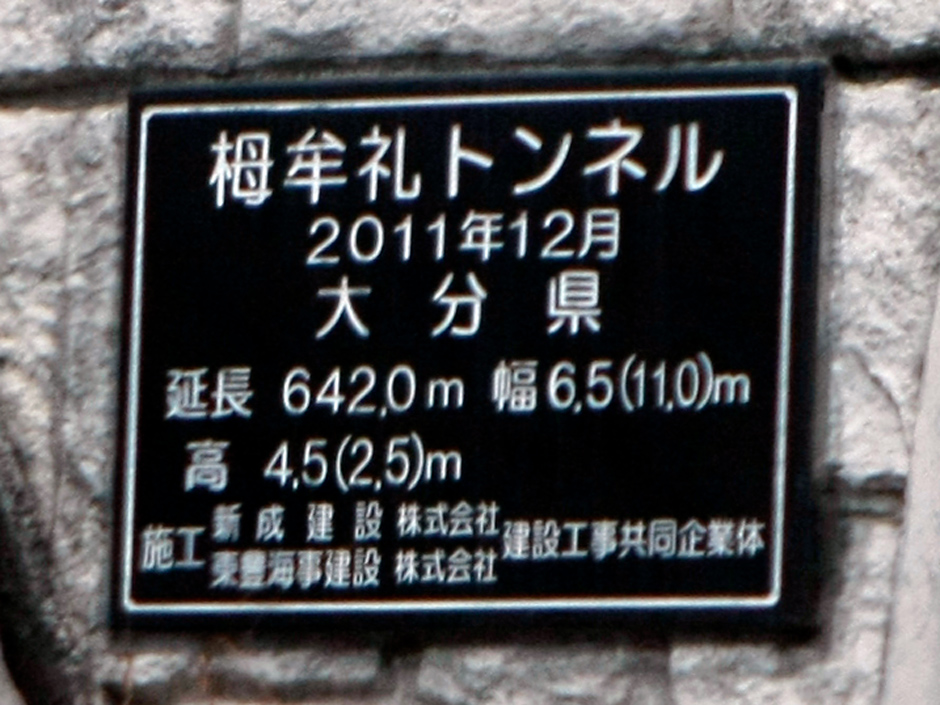 栂牟礼トンネル
2011年12月
大分県
延長 642.0m 幅6.5(11.0)m
高 4.5(2.5)m
施工 新成建設 株式会社 建設工事共同企業体
東豊海事建設 株式会社